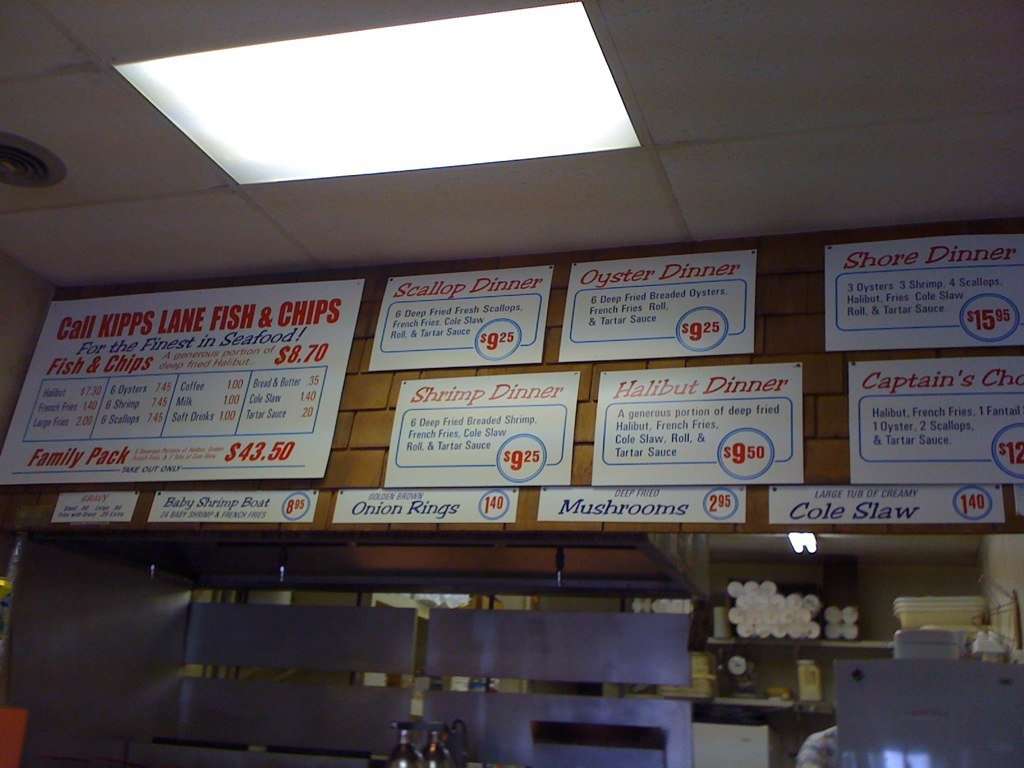 Call KIPPS LANE FISH & CHIPS
For the Finest in Seafood!
Fish & Chips A generous portion of deep fried Halibut. $8.70
Halibut $7.30
French Fries 1.40
Large Fries 2.00
6 Oysters 7.45
6 Shrimp 7.45
6 Scallops 7.45
Coffee 1.00
Milk 1.00
Soft Drinks 1.00
Bread & Butter .35
Cole Slaw 1.40
Tartar Sauce 20
Family Pack $43.50
TAKE OUT ONLY
Scallop Dinner
6 Deep Fried Fresh Scallops,
French Fries, Cole Slaw
Roll, & Tartar Sauce
$9.25
Oyster Dinner
6 Deep Fried Breaded Oysters,
French Fries Roll,
& Tartar Sauce
$9.25
Shore Dinner
3 Oysters 3 Shrimp, 4 Scallops,
Halibut, Fries Cole Slaw
Roll, & Tartar Sauce
$15.95
Shrimp Dinner
6 Deep Fried Breaded Shrimp,
French Fries, Cole Slaw
Roll, & Tartar Sauce
$9.25
Halibut Dinner
A generous portion of deep fried
Halibut, French Fries,
Cole Slaw, Roll, &
Tartar Sauce
$9.50
Captain's Cho
Halibut, French Fries, 1 Fantail
1 Oyster, 2 Scallops,
& Tartar Sauce.
$12
GRAVY
Baby Shrimp Boat
24 BABY SHRIMP & FRENCH FRIES
8.95
GOLDEN BROWN
Onion Rings
1.40
DEEP FRIED
Mushrooms
2.95
LARGE TUB OF CREAMY
Cole Slaw
1.40